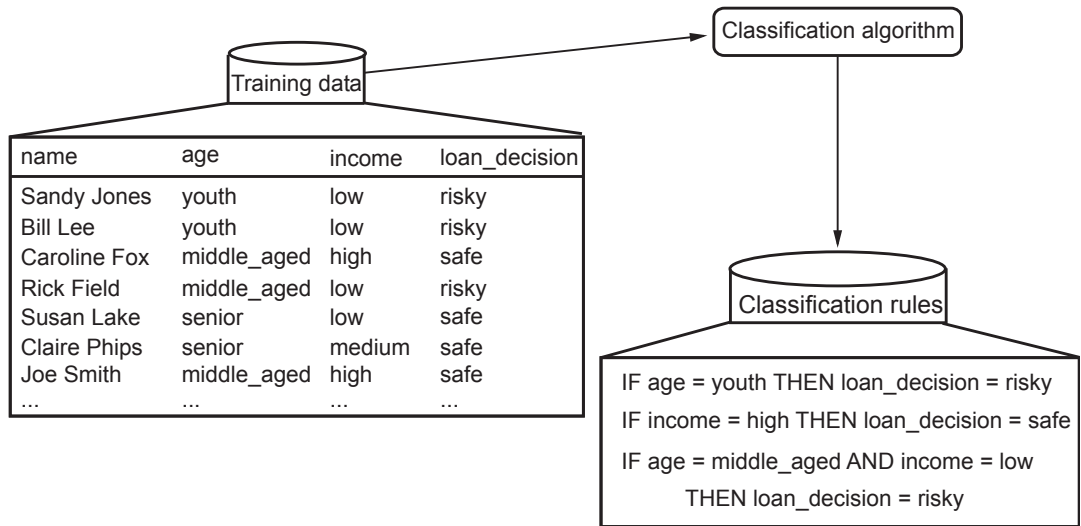 Classification algorithm
Training data
name age income loan_decision
Sandy Jones youth low risky
Bill Lee youth low risky
Caroline Fox middle_aged high safe
Rick Field middle_aged low risky
Susan Lake senior low safe
Claire Phips senior medium safe
Joe Smith middle_aged high safe
... ... ... ...
Classification rules
IF age = youth THEN loan_decision = risky
IF income = high THEN loan_decision = safe
IF age = middle_aged AND income = low
THEN loan_decision = risky